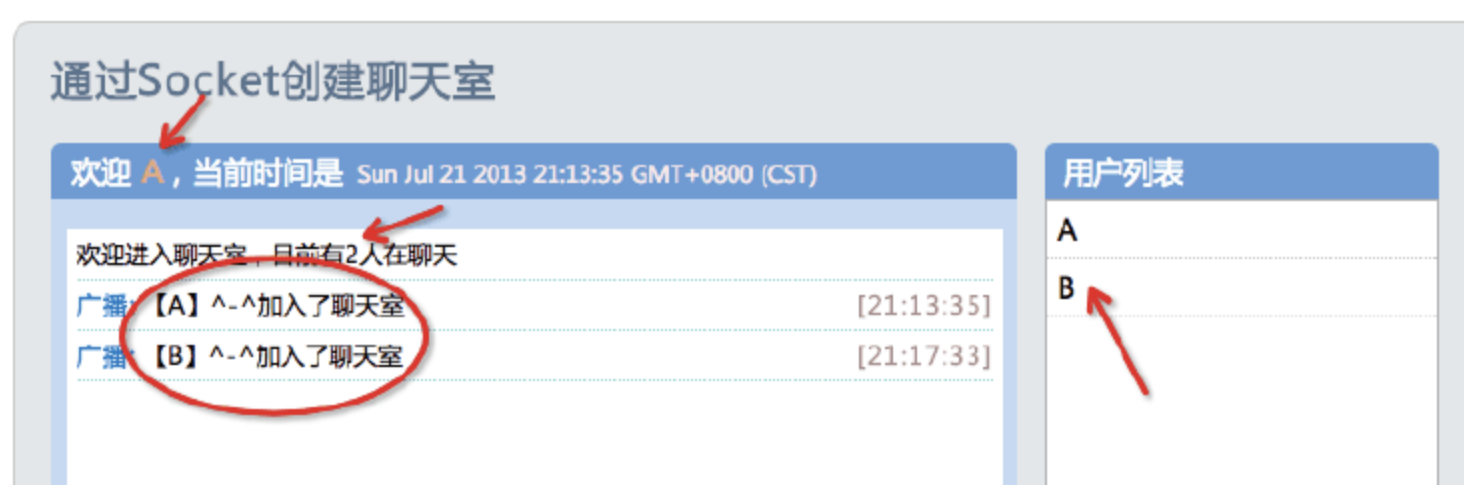 通过Socket创建聊天室
欢迎 A，当前时间是 Sun Jul 21 2013 21:13:35 GMT+0800 (CST)
欢迎进入聊天室，目前有2人在聊天
广播:【A】^-^加入了聊天室 [21:13:35]
广播:【B】^-^加入了聊天室 [21:17:33]
用户列表
A
B